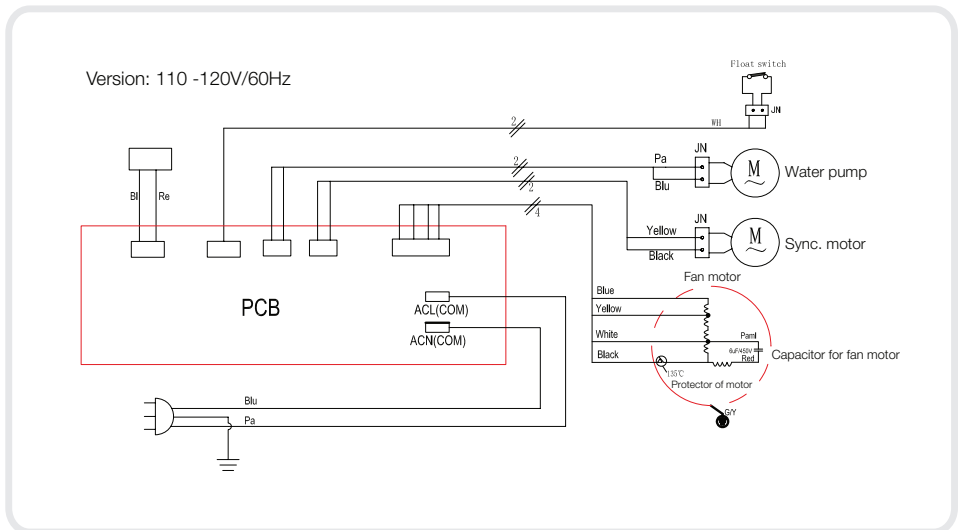 Version: 110 -120V/60Hz
Float switch
JN
2
WH
2
Pa
JN
M
Water pump
Blu
2
Bl
Re
4
JN
Yellow
M
Sync. motor
Black
Fan motor
PCB
ACL(COM)
ACN(COM)
Blue
Yellow
White
Paml
6uF/450V
Capacitor for fan motor
Black
Red
135℃
Protector of motor
Blu
Pa
G/Y